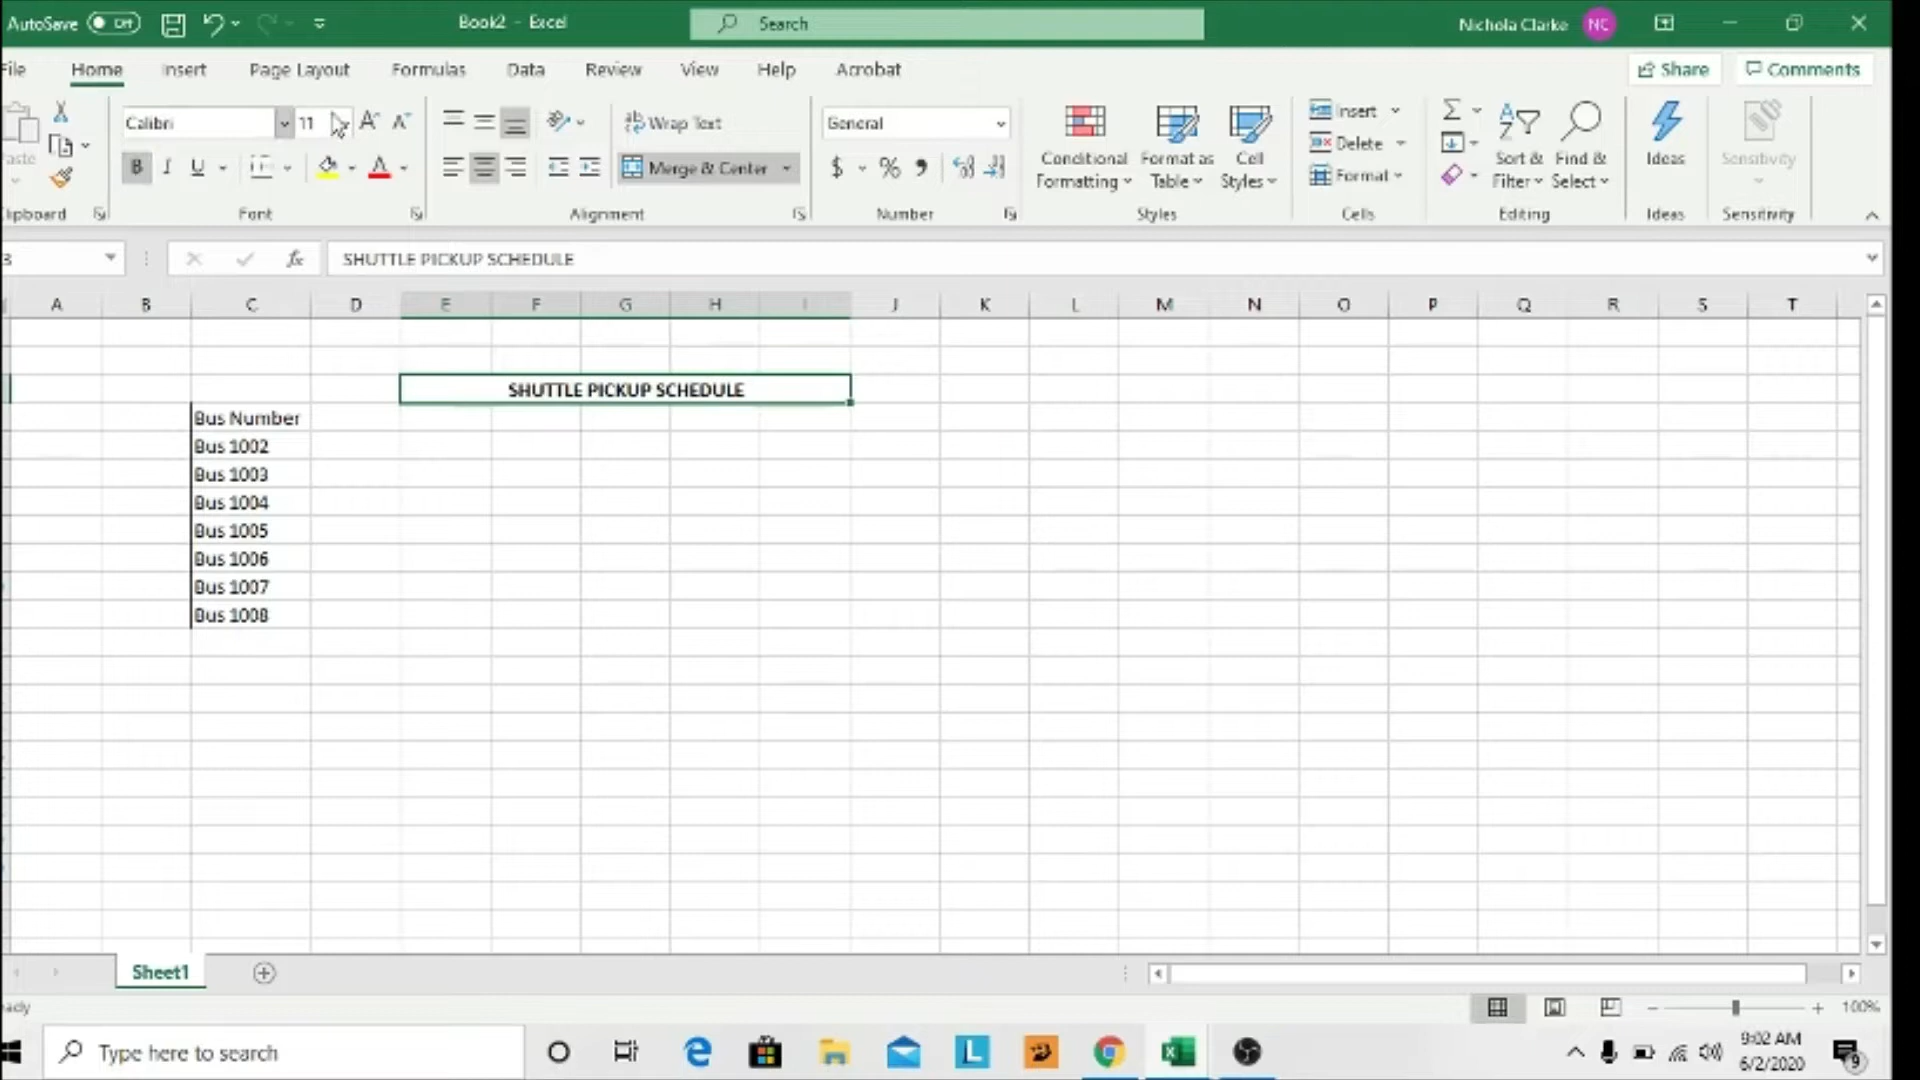 AutoSave Off Book2 - Excel Search Nichola Clarke NC
File Home Insert Page Layout Formulas Data Review View Help Acrobat Share Comments
Calibri 11 Wrap Text General Insert
B I U Merge & Center $ % Conditional Formatting Format as Table Cell Styles Delete Format Sort & Filter Find & Select Ideas Sensitivity
Clipboard Font Alignment Number Styles Cells Editing Ideas Sensitivity
fx SHUTTLE PICKUP SCHEDULE
A B C D E F G H I J K L M N O P Q R S T
SHUTTLE PICKUP SCHEDULE
Bus Number
Bus 1002
Bus 1003
Bus 1004
Bus 1005
Bus 1006
Bus 1007
Bus 1008
Sheet1
100%
Type here to search
9:02 AM
6/2/2020
9